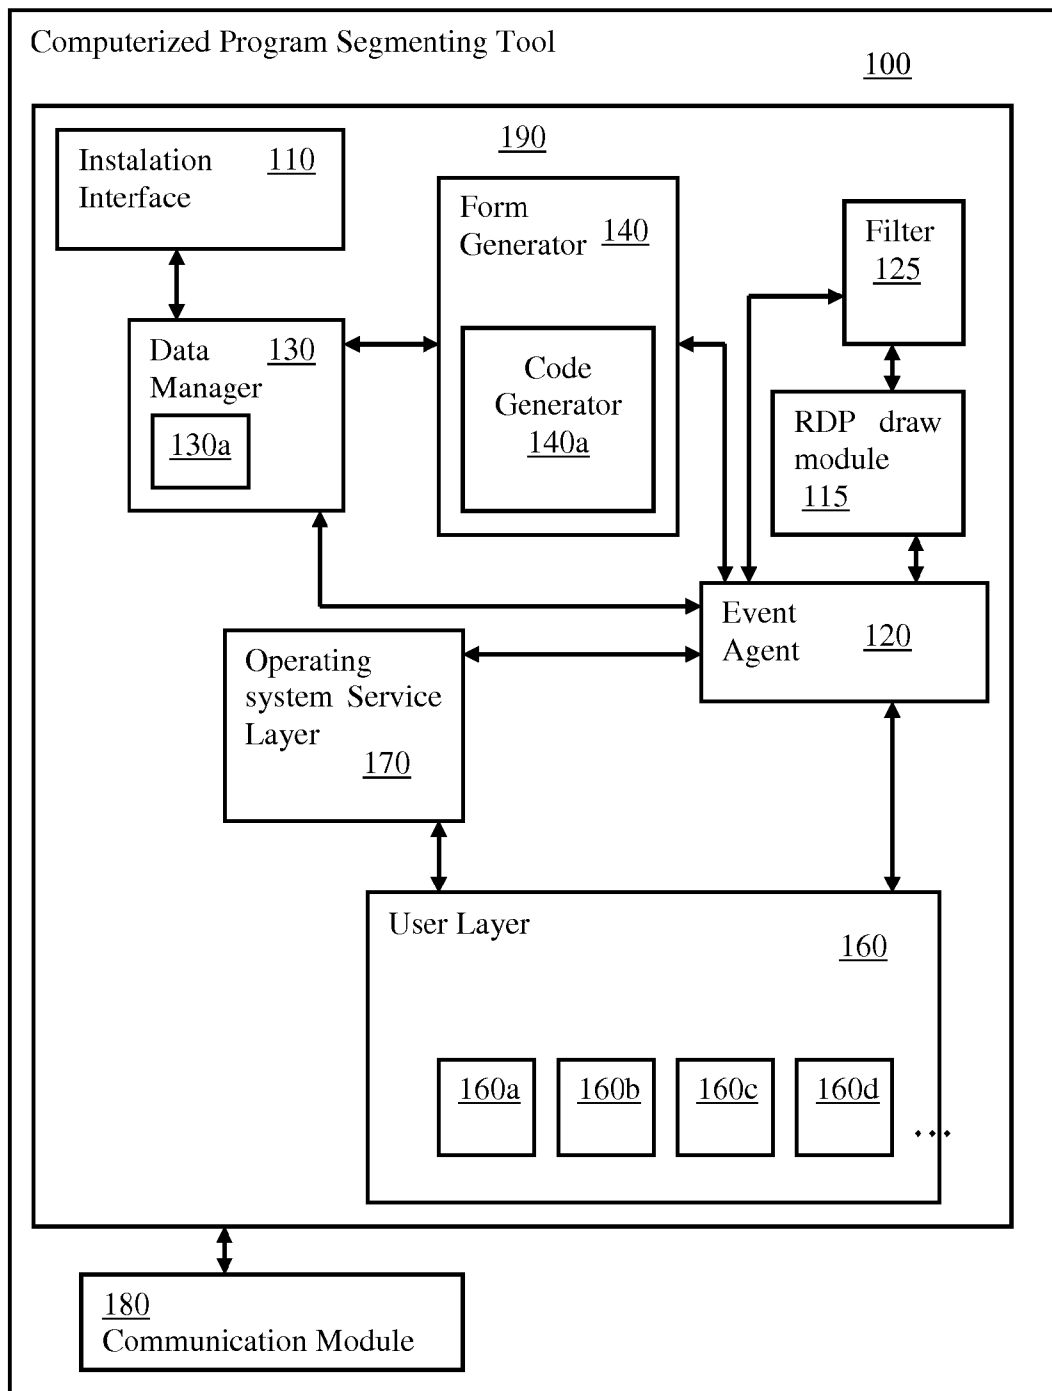 Computerized Program Segmenting Tool
100
190
Instalation 110
Interface
Form
Generator 140
Filter
125
Data 130
Manager
130a
Code
Generator
140a
RDP draw
module
115
Event
Agent 120
Operating
system Service
Layer
170
User Layer
160
160a 160b 160c 160d ...
180
Communication Module